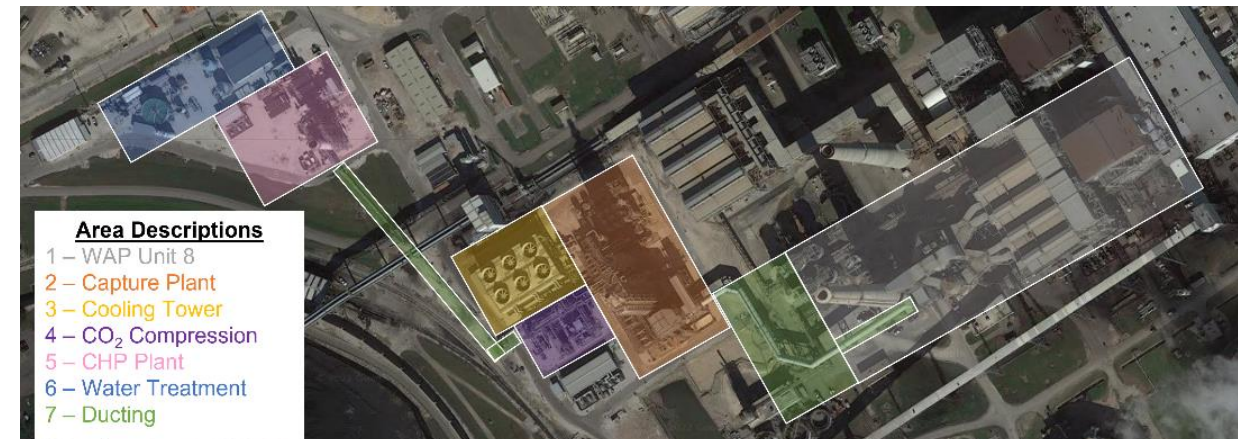 Area Descriptions
1 – WAP Unit 8
2 – Capture Plant
3 – Cooling Tower
4 – CO₂ Compression
5 – CHP Plant
6 – Water Treatment
7 – Ducting